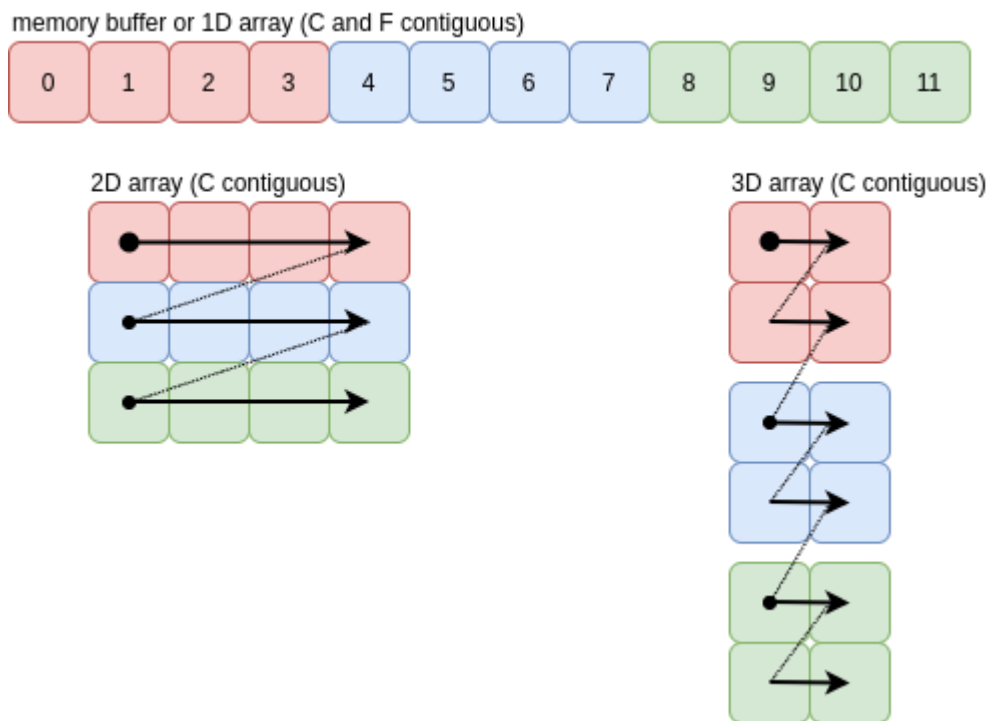 memory buffer or 1D array (C and F contiguous)
0 1 2 3 4 5 6 7 8 9 10 11
2D array (C contiguous)
3D array (C contiguous)